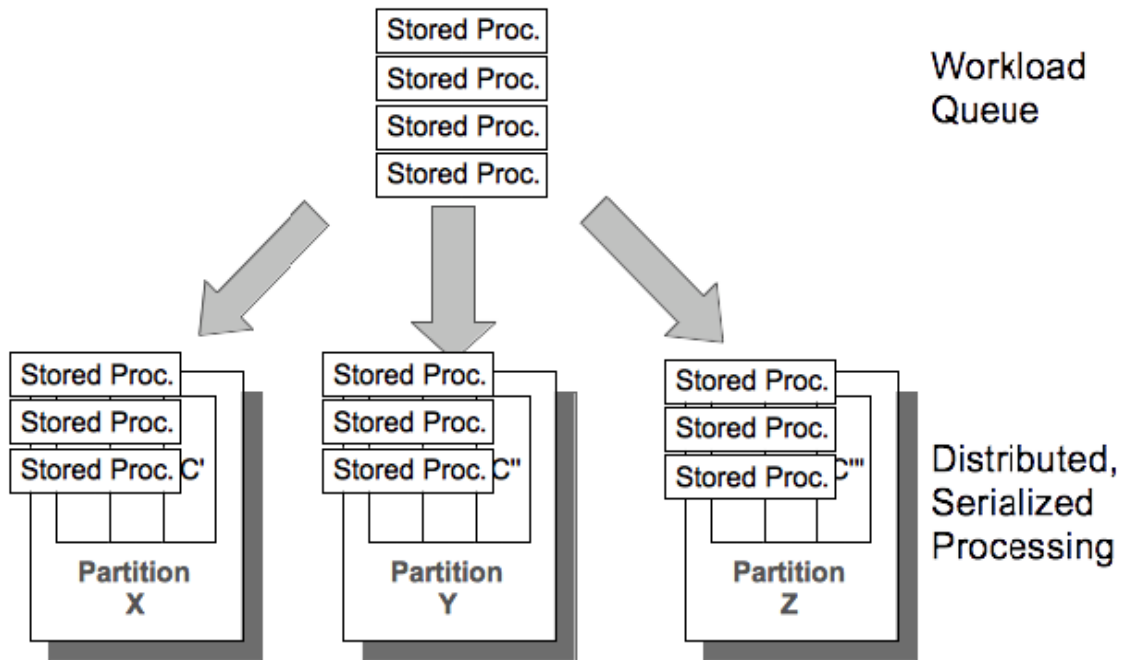 Stored Proc.
Stored Proc.
Stored Proc.
Stored Proc.
Workload
Queue
Stored Proc.
Stored Proc.
Stored Proc.
C'
Partition
X
Stored Proc.
Stored Proc.
Stored Proc.
C''
Partition
Y
Stored Proc.
Stored Proc.
Stored Proc.
C'''
Partition
Z
Distributed,
Serialized
Processing